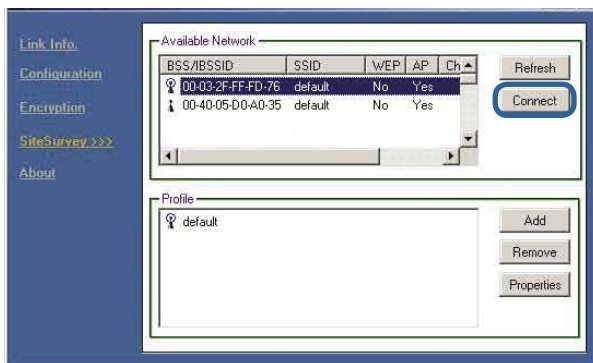 Link Info.
Configuration
Encryption
SiteSurvey >>>
About
Available Network
BSS/IBSSID SSID WEP AP Ch
00-03-2F-FF-FD-76 default No Yes
00-40-05-D0-A0-35 default No Yes
Refresh
Connect
Profile
default
Add
Remove
Properties